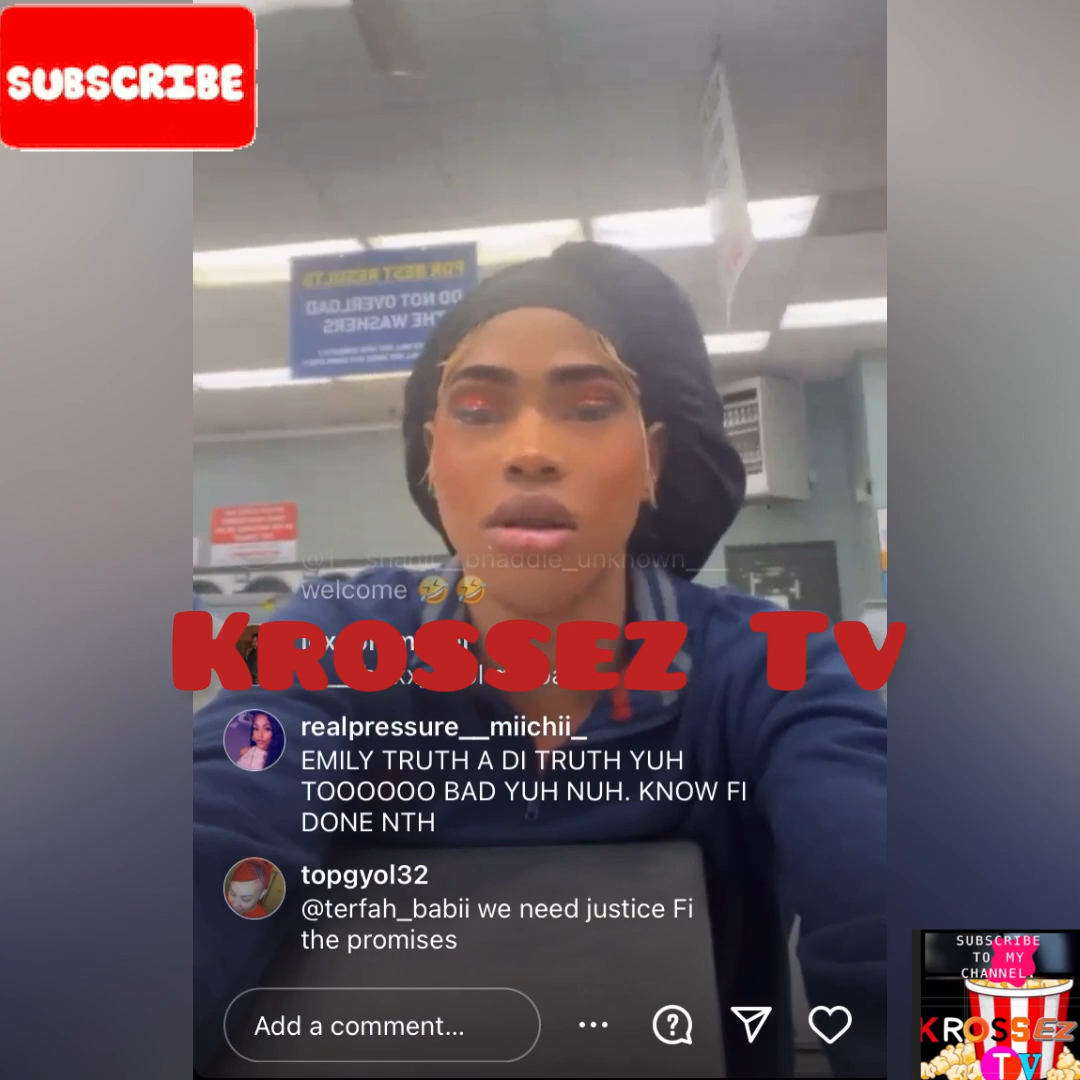 SUBSCRIBE
FOR BEST RESULTS
DO NOT OVERLOAD
THE WASHERS
welcome 🤣🤣
KROSSEZ TV
realpressure__miichii_
EMILY TRUTH A DI TRUTH YUH
TOOOOOO BAD YUH NUH. KNOW FI
DONE NTH
topgyol32
@terfah_babii we need justice Fi
the promises
Add a comment...
SUBSCRIBE
TO MY
CHANNEL.
KROSSEZ
TV